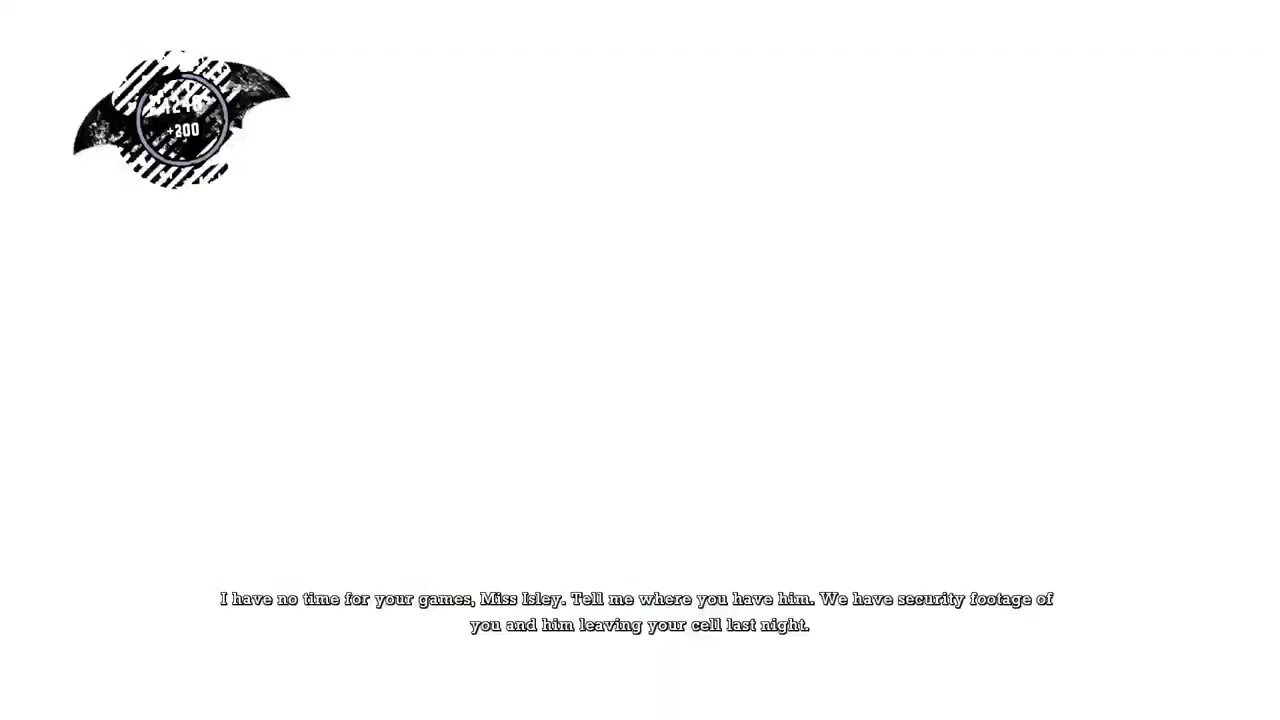 +200
I have no time for your games, Miss Isley. Tell me where you have him. We have security footage of
you and him leaving your cell last night.